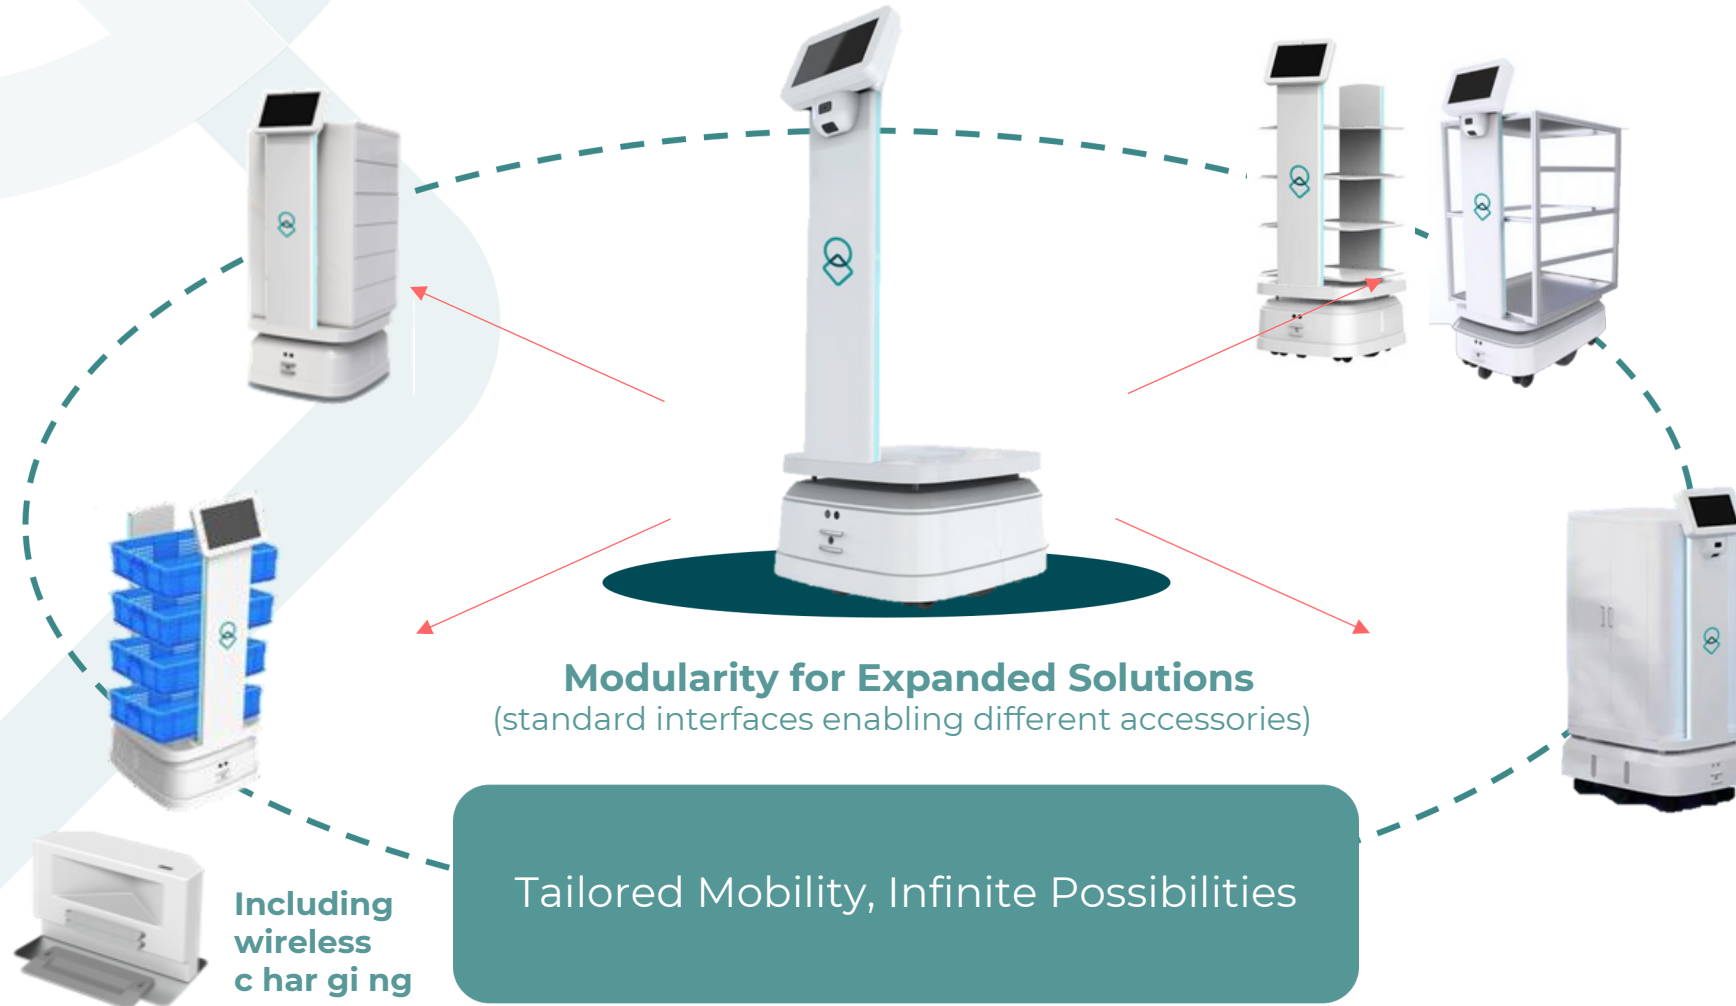 Modularity for Expanded Solutions
(standard interfaces enabling different accessories)
Tailored Mobility, Infinite Possibilities
Including
wireless
c har gi ng